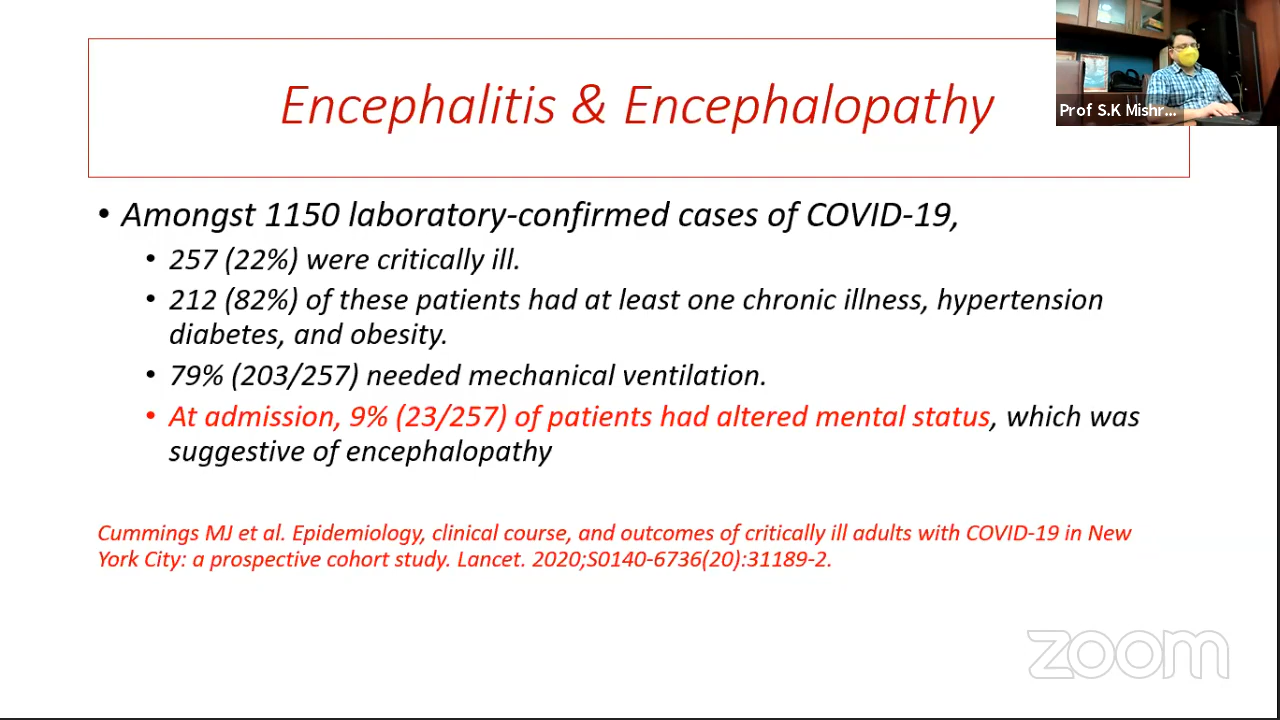 Encephalitis & Encephalopathy
Prof S.K Mishr...
• Amongst 1150 laboratory-confirmed cases of COVID-19,
• 257 (22%) were critically ill.
• 212 (82%) of these patients had at least one chronic illness, hypertension
diabetes, and obesity.
• 79% (203/257) needed mechanical ventilation.
• At admission, 9% (23/257) of patients had altered mental status, which was
suggestive of encephalopathy
Cummings MJ et al. Epidemiology, clinical course, and outcomes of critically ill adults with COVID-19 in New
York City: a prospective cohort study. Lancet. 2020;S0140-6736(20):31189-2.
zoom